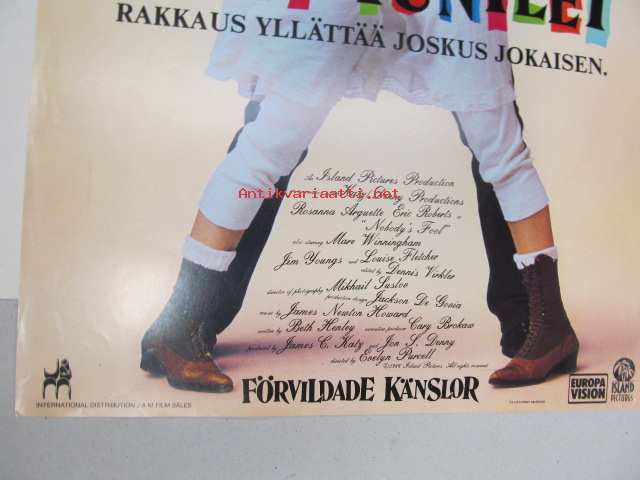 RAKKAUS YLLÄTTÄÄ JOSKUS JOKAISEN.
An Island Pictures Production
Katz/Denny Productions
Antikvariaatti.net
Rosanna Arquette Eric Roberts in
"Nobody's Fool"
also starring Mare Winningham
Jim Youngs and Louise Fletcher
edited by Dennis Virkler
director of photography Mikhail Suslov
production design Jackson De Govia
music by James Newton Howard
written by Beth Henley executive producer Cary Brokaw
produced by James C. Katz and Jon S. Denny
directed by Evelyn Purcell
©1986 Island Pictures. All rights reserved
FÖRVILDADE KÄNSLOR
INTERNATIONAL DISTRIBUTION J & M FILM SALES
EUROPA
VISION
ISLAND
PICTURES